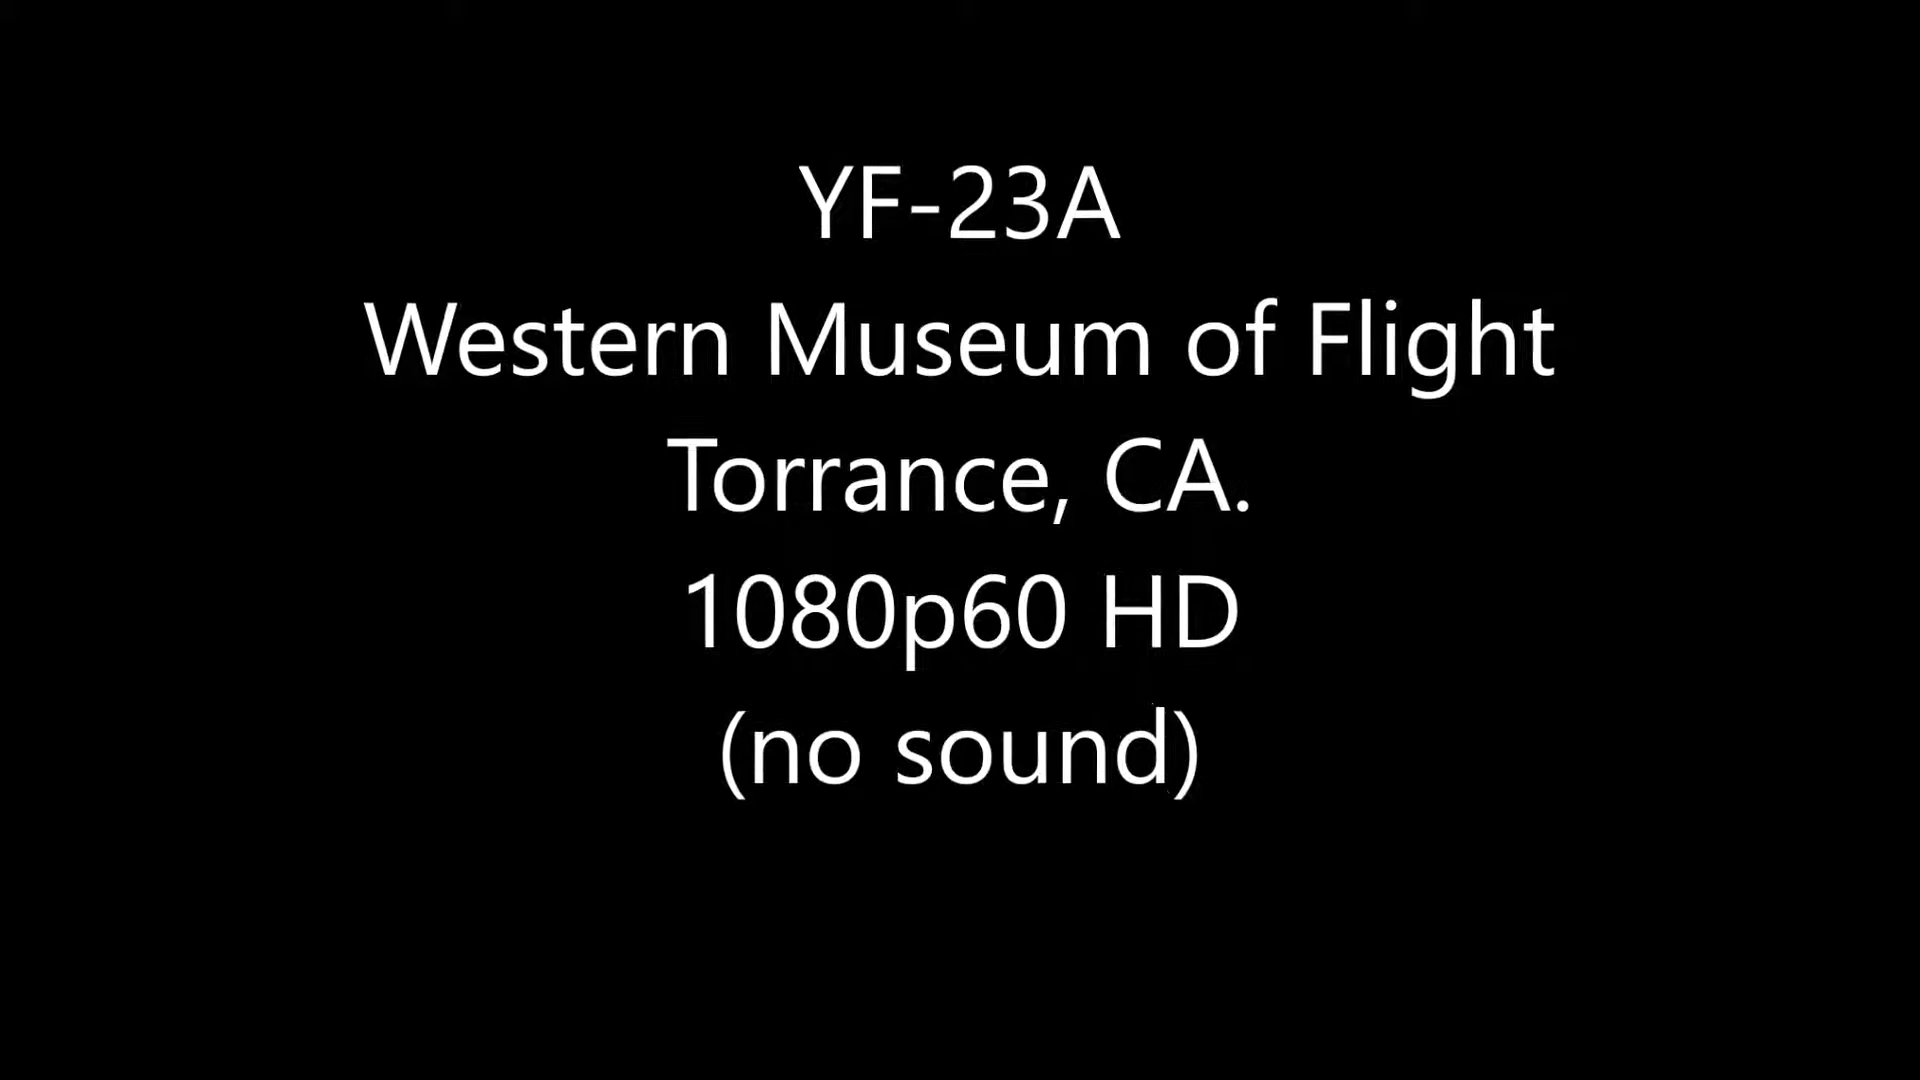 YF-23A
Western Museum of Flight
Torrance, CA.
1080p60 HD
(no sound)